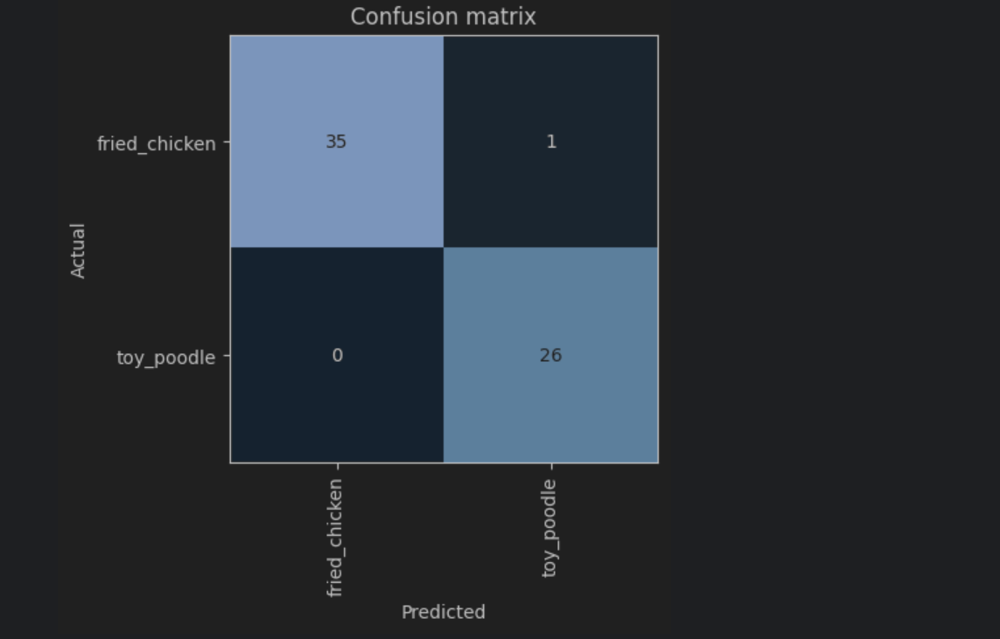 Confusion matrix
fried_chicken
35
1
Actual
toy_poodle
0
26
fried_chicken
toy_poodle
Predicted